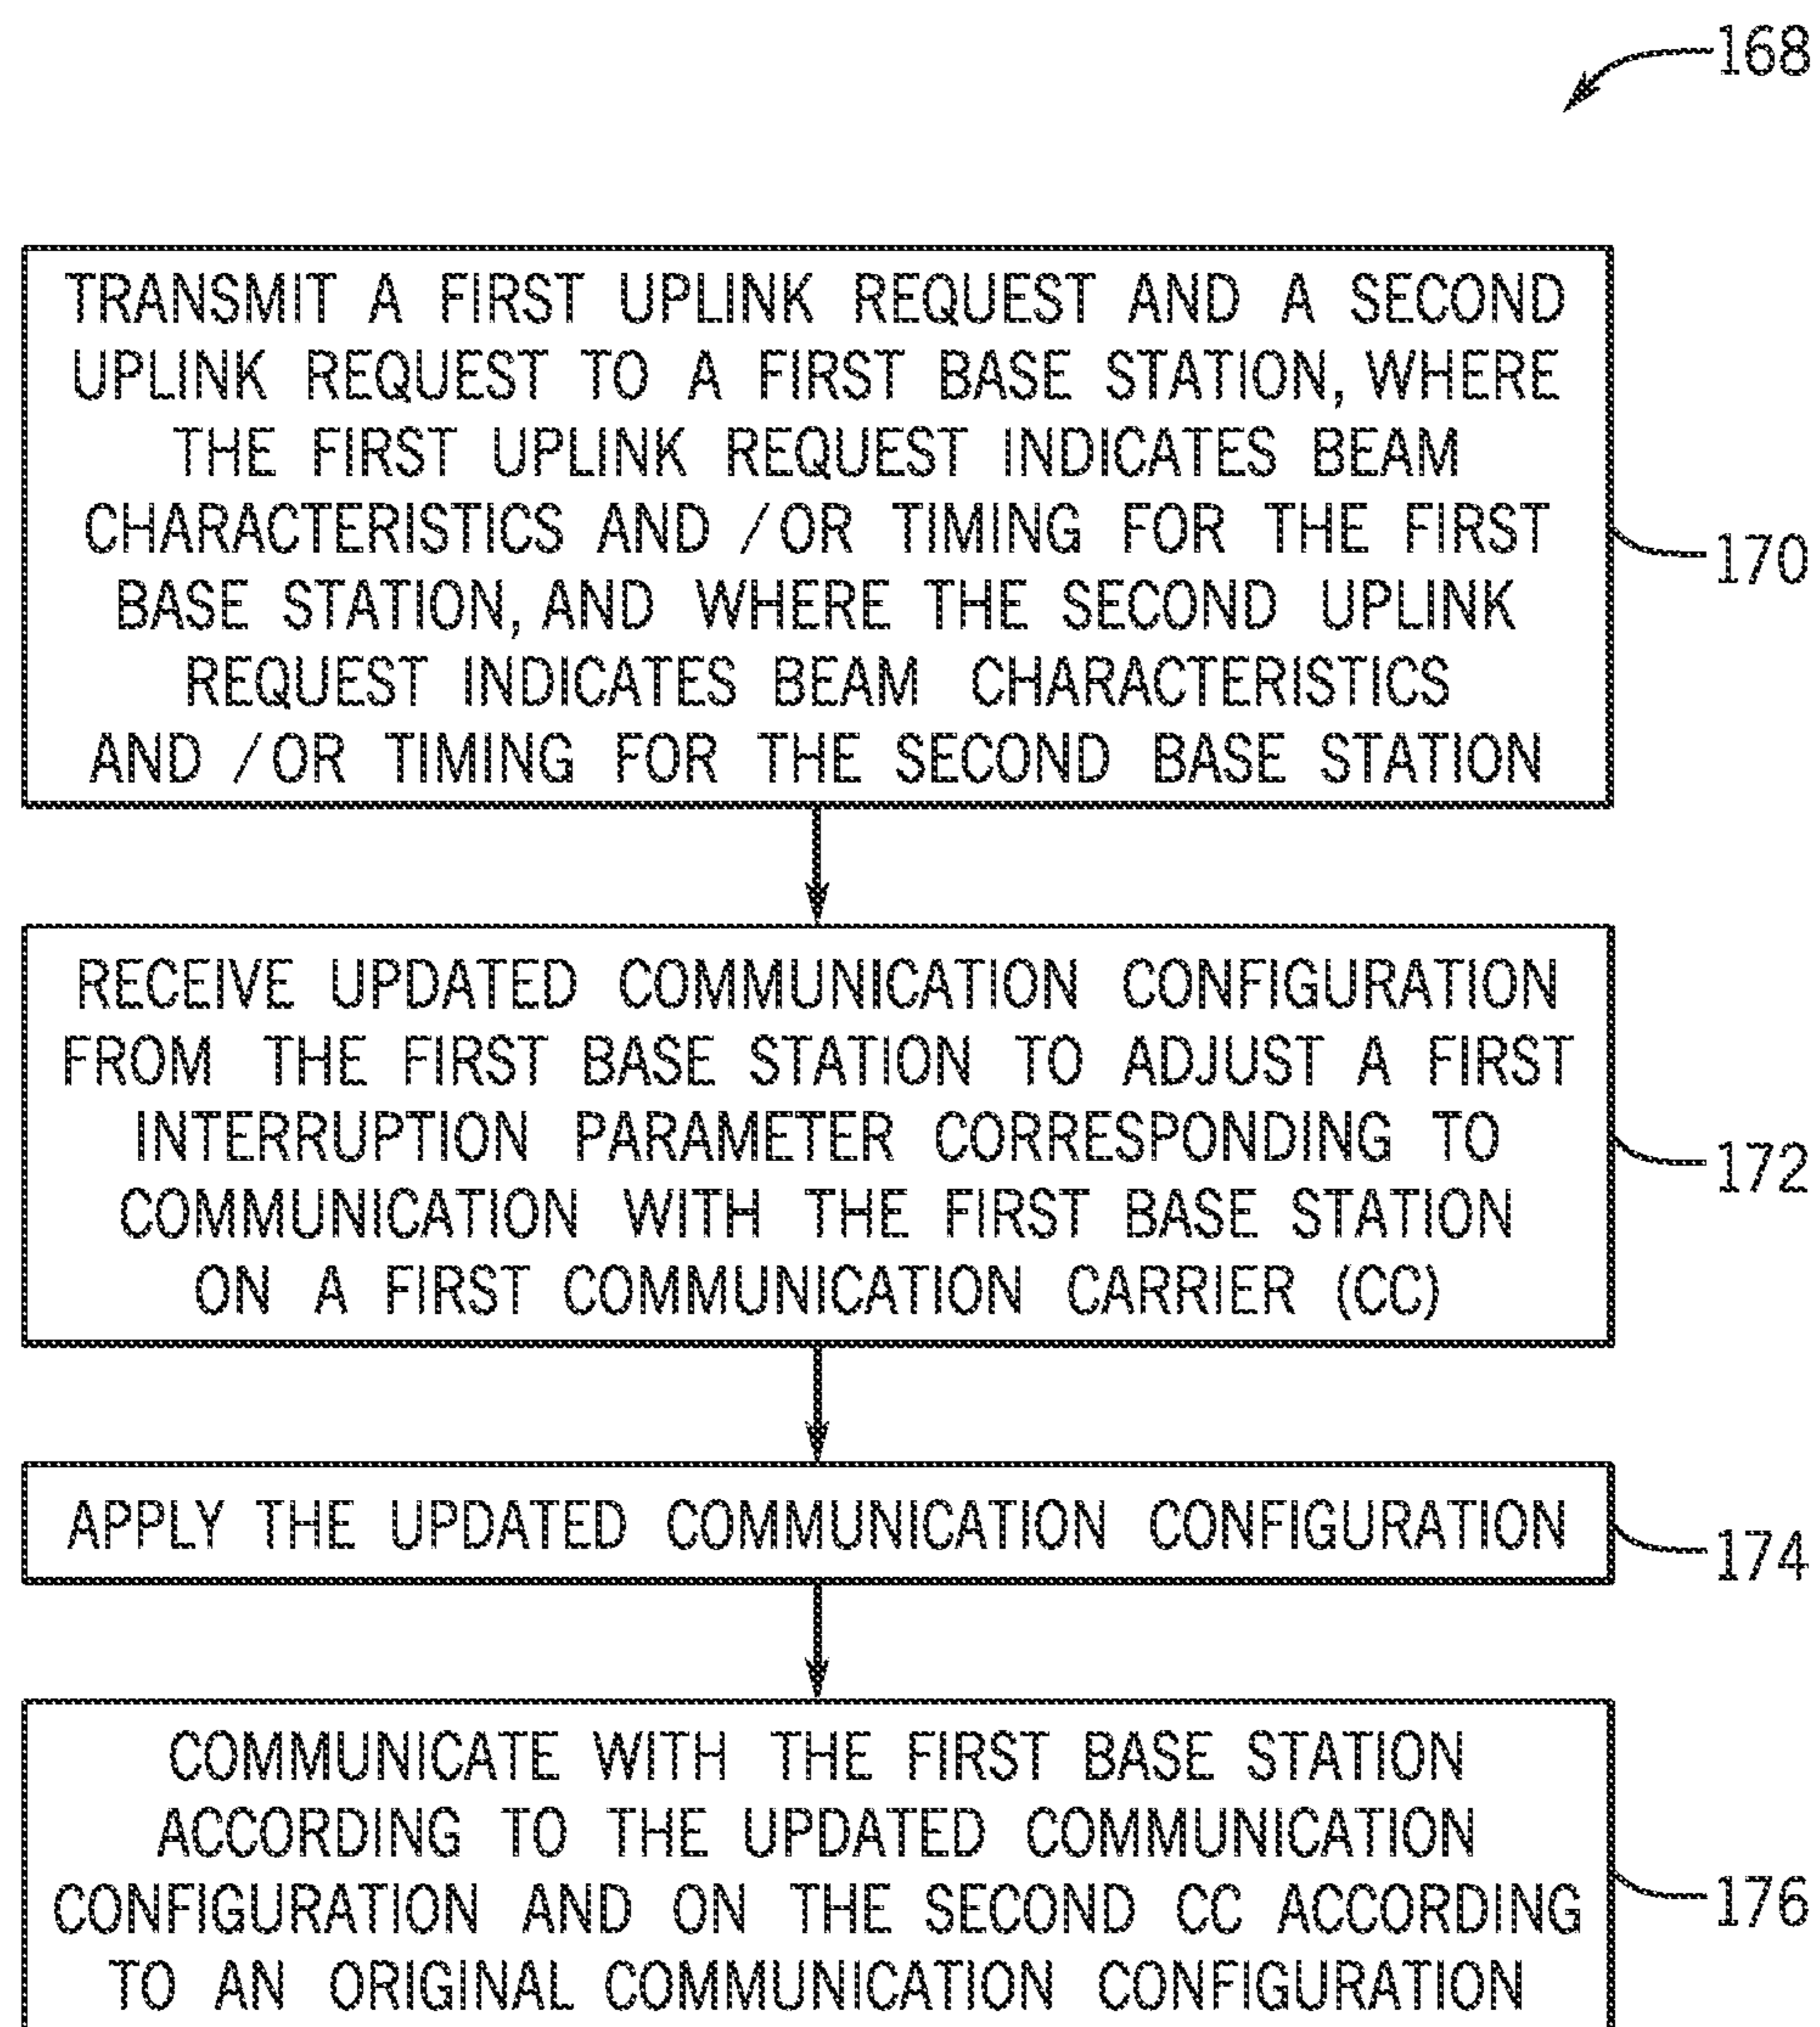 168
TRANSMIT A FIRST UPLINK REQUEST AND A SECOND
UPLINK REQUEST TO A FIRST BASE STATION, WHERE
THE FIRST UPLINK REQUEST INDICATES BEAM
CHARACTERISTICS AND /OR TIMING FOR THE FIRST
BASE STATION, AND WHERE THE SECOND UPLINK
REQUEST INDICATES BEAM CHARACTERISTICS
AND /OR TIMING FOR THE SECOND BASE STATION
170
RECEIVE UPDATED COMMUNICATION CONFIGURATION
FROM THE FIRST BASE STATION TO ADJUST A FIRST
INTERRUPTION PARAMETER CORRESPONDING TO
COMMUNICATION WITH THE FIRST BASE STATION
ON A FIRST COMMUNICATION CARRIER (CC)
172
APPLY THE UPDATED COMMUNICATION CONFIGURATION
174
COMMUNICATE WITH THE FIRST BASE STATION
ACCORDING TO THE UPDATED COMMUNICATION
CONFIGURATION AND ON THE SECOND CC ACCORDING
TO AN ORIGINAL COMMUNICATION CONFIGURATION
176